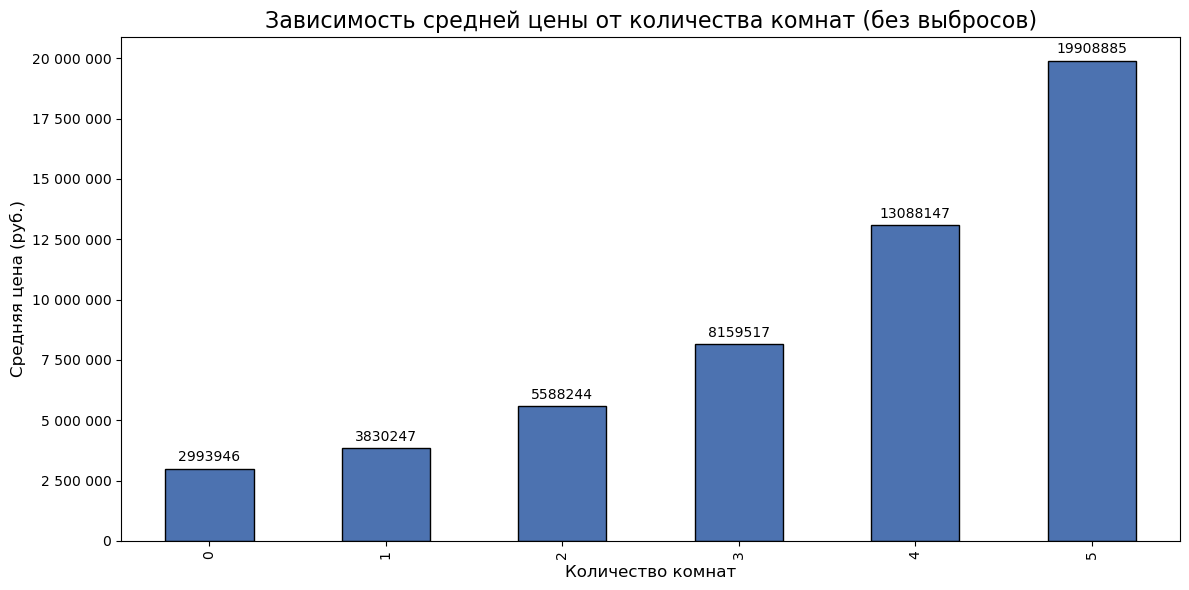 Зависимость средней цены от количества комнат (без выбросов)
Средняя цена (руб.)
20 000 000
17 500 000
15 000 000
12 500 000
10 000 000
7 500 000
5 000 000
2 500 000
0
2993946
3830247
5588244
8159517
13088147
19908885
0
1
2
3
4
5
Количество комнат